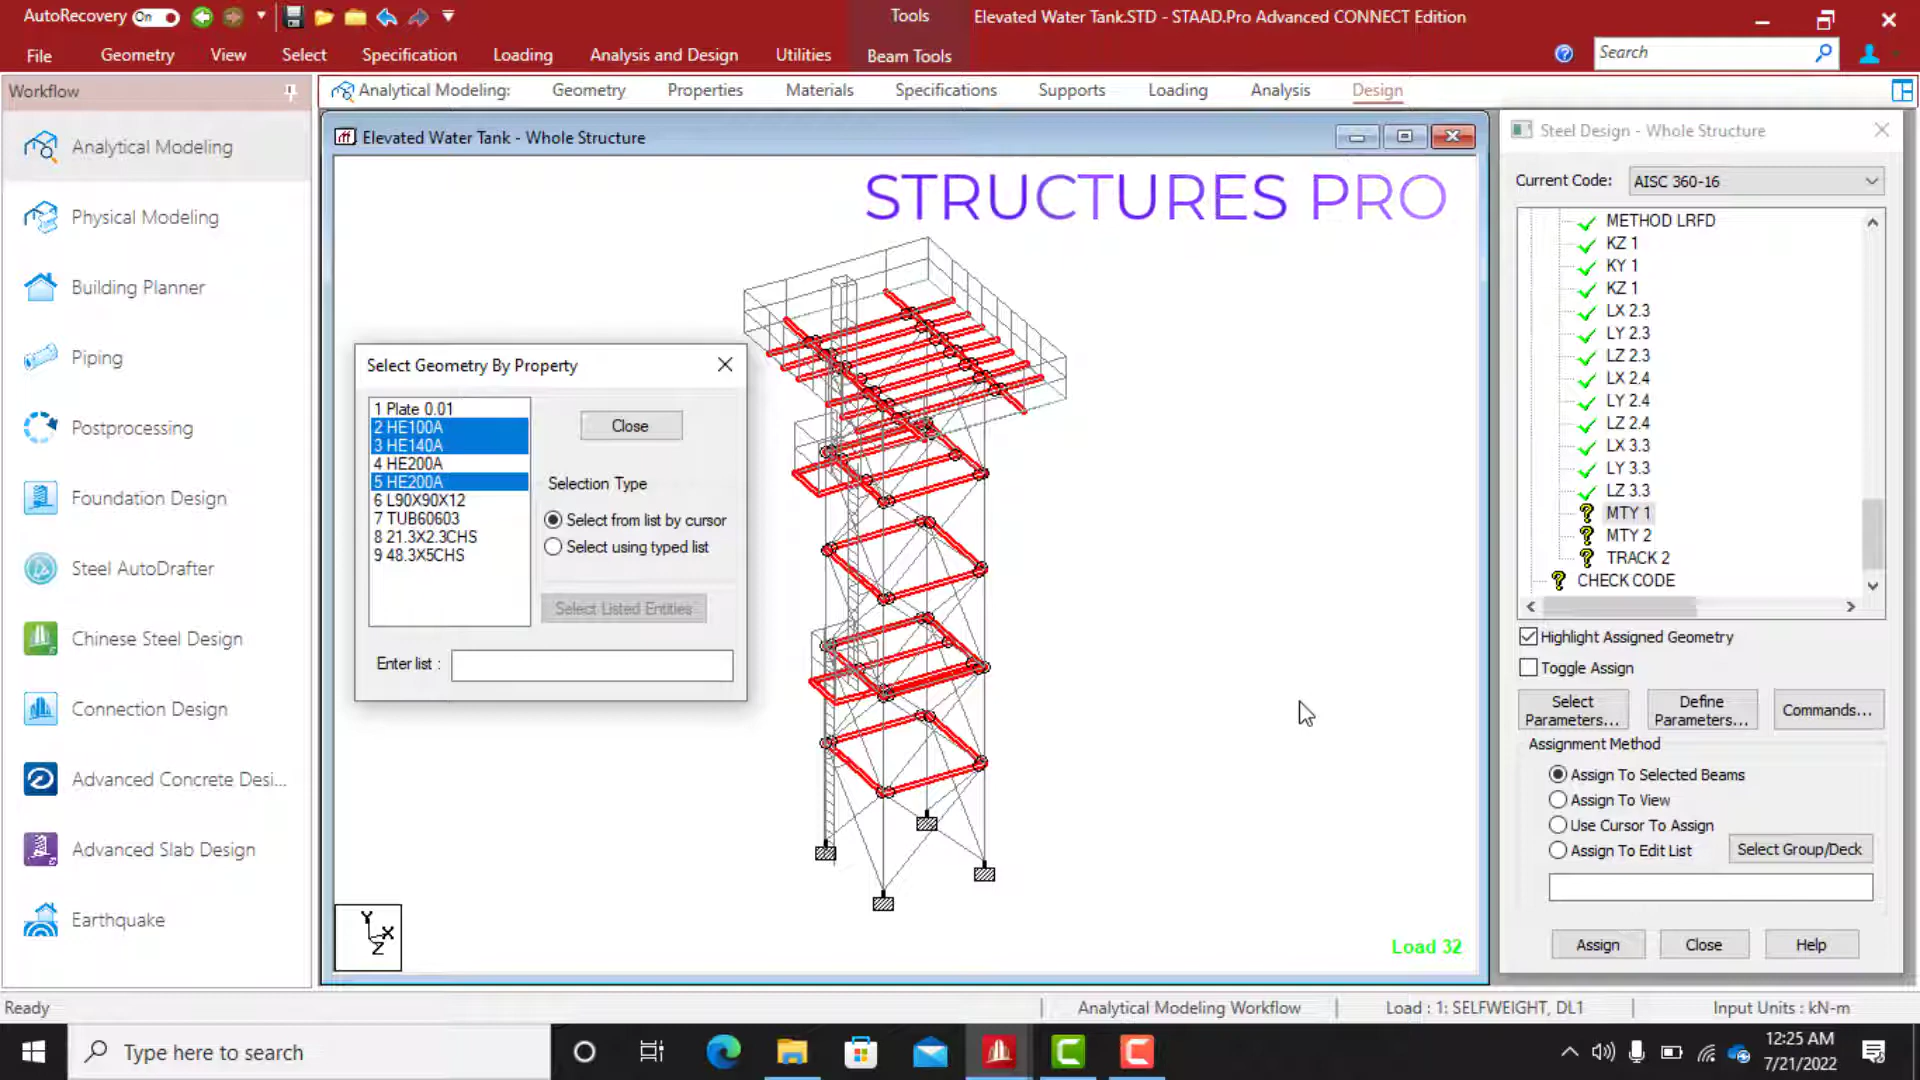 AutoRecovery On
Tools
Elevated Water Tank.STD - STAAD.Pro Advanced CONNECT Edition
File
Geometry
View
Select
Specification
Loading
Analysis and Design
Utilities
Beam Tools
Search
Workflow
Analytical Modeling:
Geometry
Properties
Materials
Specifications
Supports
Loading
Analysis
Design
Analytical Modeling
Physical Modeling
Building Planner
Piping
Postprocessing
Foundation Design
Steel AutoDrafter
Chinese Steel Design
Connection Design
Advanced Concrete Desi...
Advanced Slab Design
Earthquake
Elevated Water Tank - Whole Structure
STRUCTURES PRO
Select Geometry By Property
1 Plate 0.01
2 HE100A
3 HE140A
4 HE200A
5 HE200A
6 L90X90X12
7 TUB60603
8 21.3X2.3CHS
9 48.3X5CHS
Close
Selection Type
Select from list by cursor
Select using typed list
Select Listed Entities
Enter list :
Y
X
Z
Load 32
Steel Design - Whole Structure
Current Code:
AISC 360-16
METHOD LRFD
KZ 1
KY 1
KZ 1
LX 2.3
LY 2.3
LZ 2.3
LX 2.4
LY 2.4
LZ 2.4
LX 3.3
LY 3.3
LZ 3.3
MTY 1
MTY 2
TRACK 2
CHECK CODE
Highlight Assigned Geometry
Toggle Assign
Select Parameters...
Define Parameters...
Commands...
Assignment Method
Assign To Selected Beams
Assign To View
Use Cursor To Assign
Assign To Edit List
Select Group/Deck
Assign
Close
Help
Ready
Analytical Modeling Workflow
Load : 1: SELFWEIGHT, DL1
Input Units : kN-m
Type here to search
12:25 AM
7/21/2022